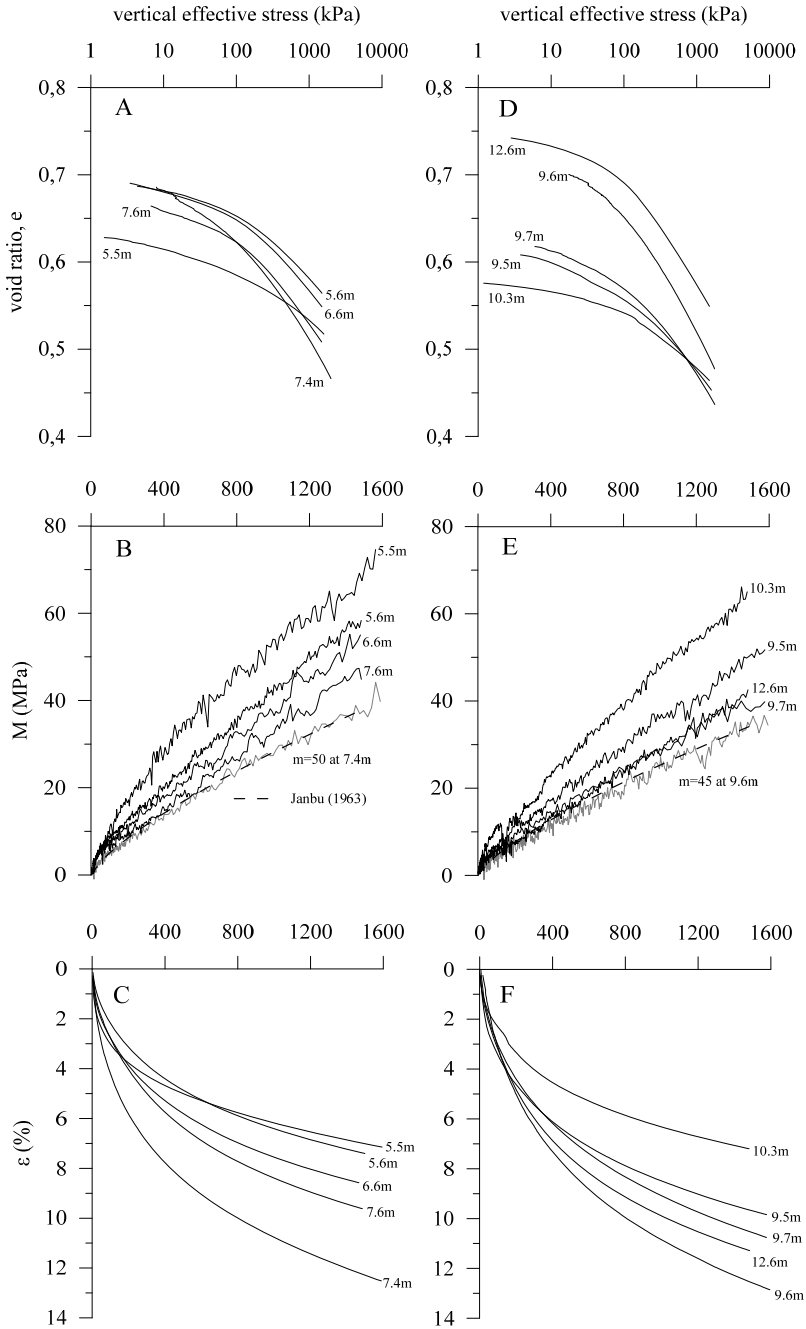 vertical effective stress (kPa) vertical effective stress (kPa)
1 10 100 1000 10000 1 10 100 1000 10000
0,8 0,8
A D
12.6m
0,7 0,7
9.6m
7.6m
9.7m
5.5m
0,6 0,6
9.5m
5.6m
10.3m
6.6m
0,5 0,5
7.4m
0,4 0,4
void ratio, e
0 400 800 1200 1600 0 400 800 1200 1600
80 80
B E
5.5m
10.3m
60 60
5.6m
6.6m
9.5m
7.6m
12.6m
9.7m
40 40
m=50 at 7.4m
m=45 at 9.6m
20 20
Janbu (1963)
0 0
M (MPa)
0 400 800 1200 1600 0 400 800 1200 1600
0 0
C F
2 2
4 4
6 6
5.5m
10.3m
5.6m
8 8
6.6m
7.6m
9.5m
10 10
9.7m
12.6m
12 12
7.4m
9.6m
14 14
ε (%)